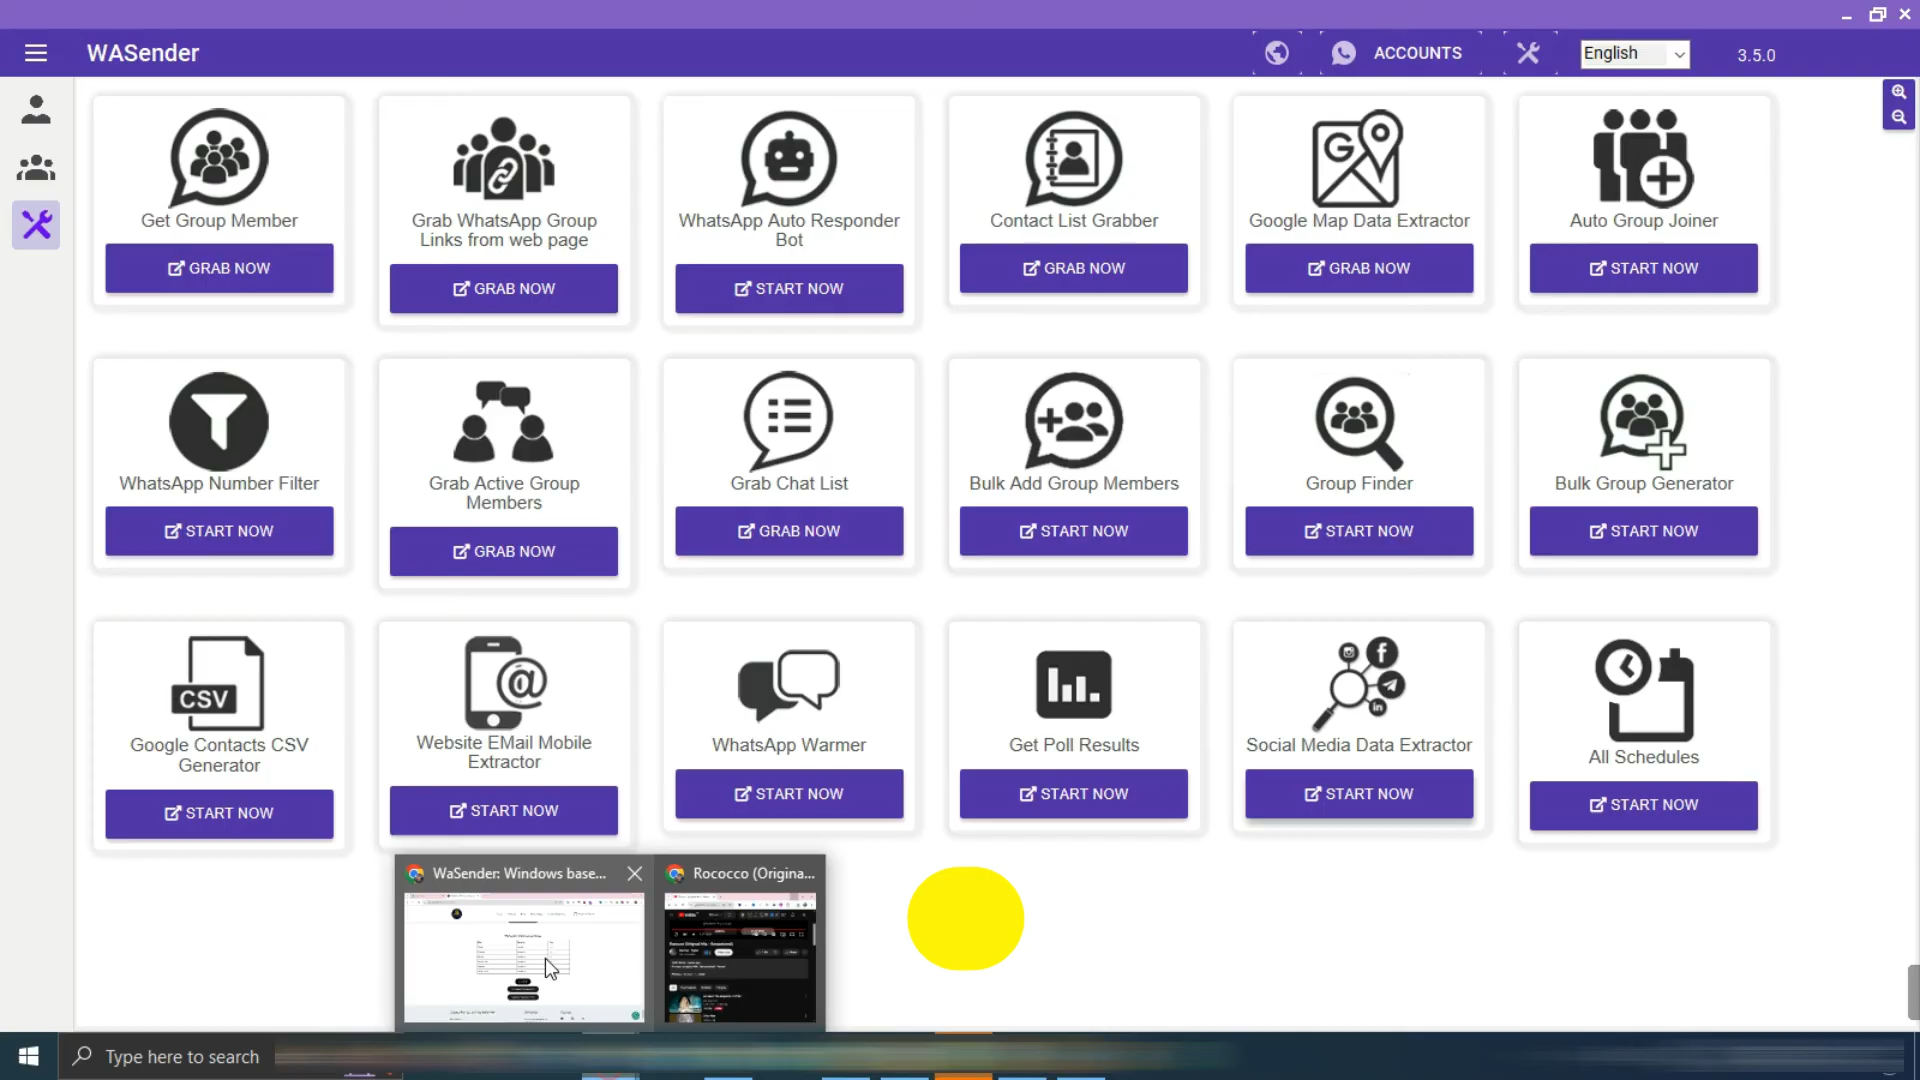 WASender
ACCOUNTS
English
3.5.0
Get Group Member
GRAB NOW
Grab WhatsApp Group
Links from web page
GRAB NOW
WhatsApp Auto Responder
Bot
START NOW
Contact List Grabber
GRAB NOW
G
Google Map Data Extractor
GRAB NOW
Auto Group Joiner
START NOW
WhatsApp Number Filter
START NOW
Grab Active Group
Members
GRAB NOW
Grab Chat List
GRAB NOW
Bulk Add Group Members
START NOW
Group Finder
START NOW
Bulk Group Generator
START NOW
CSV
Google Contacts CSV
Generator
START NOW
@
Website EMail Mobile
Extractor
START NOW
WhatsApp Warmer
START NOW
Get Poll Results
START NOW
f
in
Social Media Data Extractor
START NOW
All Schedules
START NOW
WaSender: Windows base...
Rococco (Origina...
Type here to search